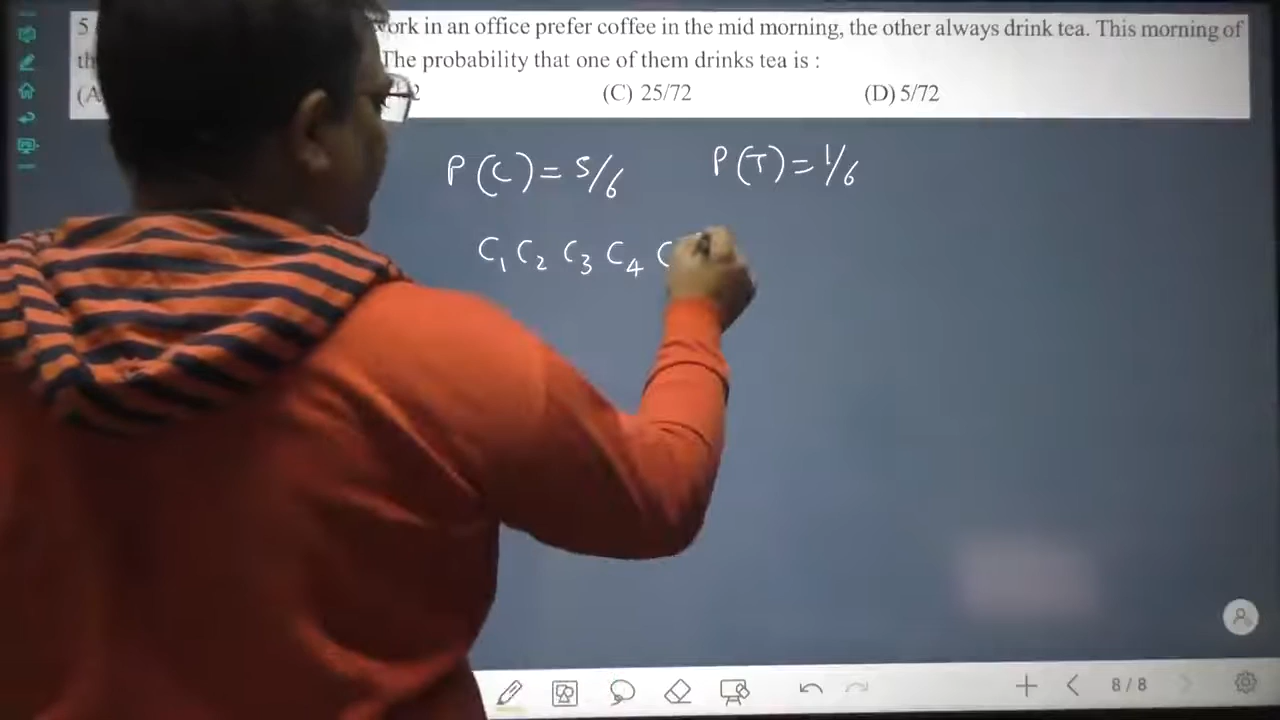 5 work in an office prefer coffee in the mid morning, the other always drink tea. This morning of
The probability that one of them drinks tea is :
(A (C) 25/72 (D) 5/72
P(C) = 5/6 P(T) = 1/6
C1 C2 C3 C4 C
8 / 8